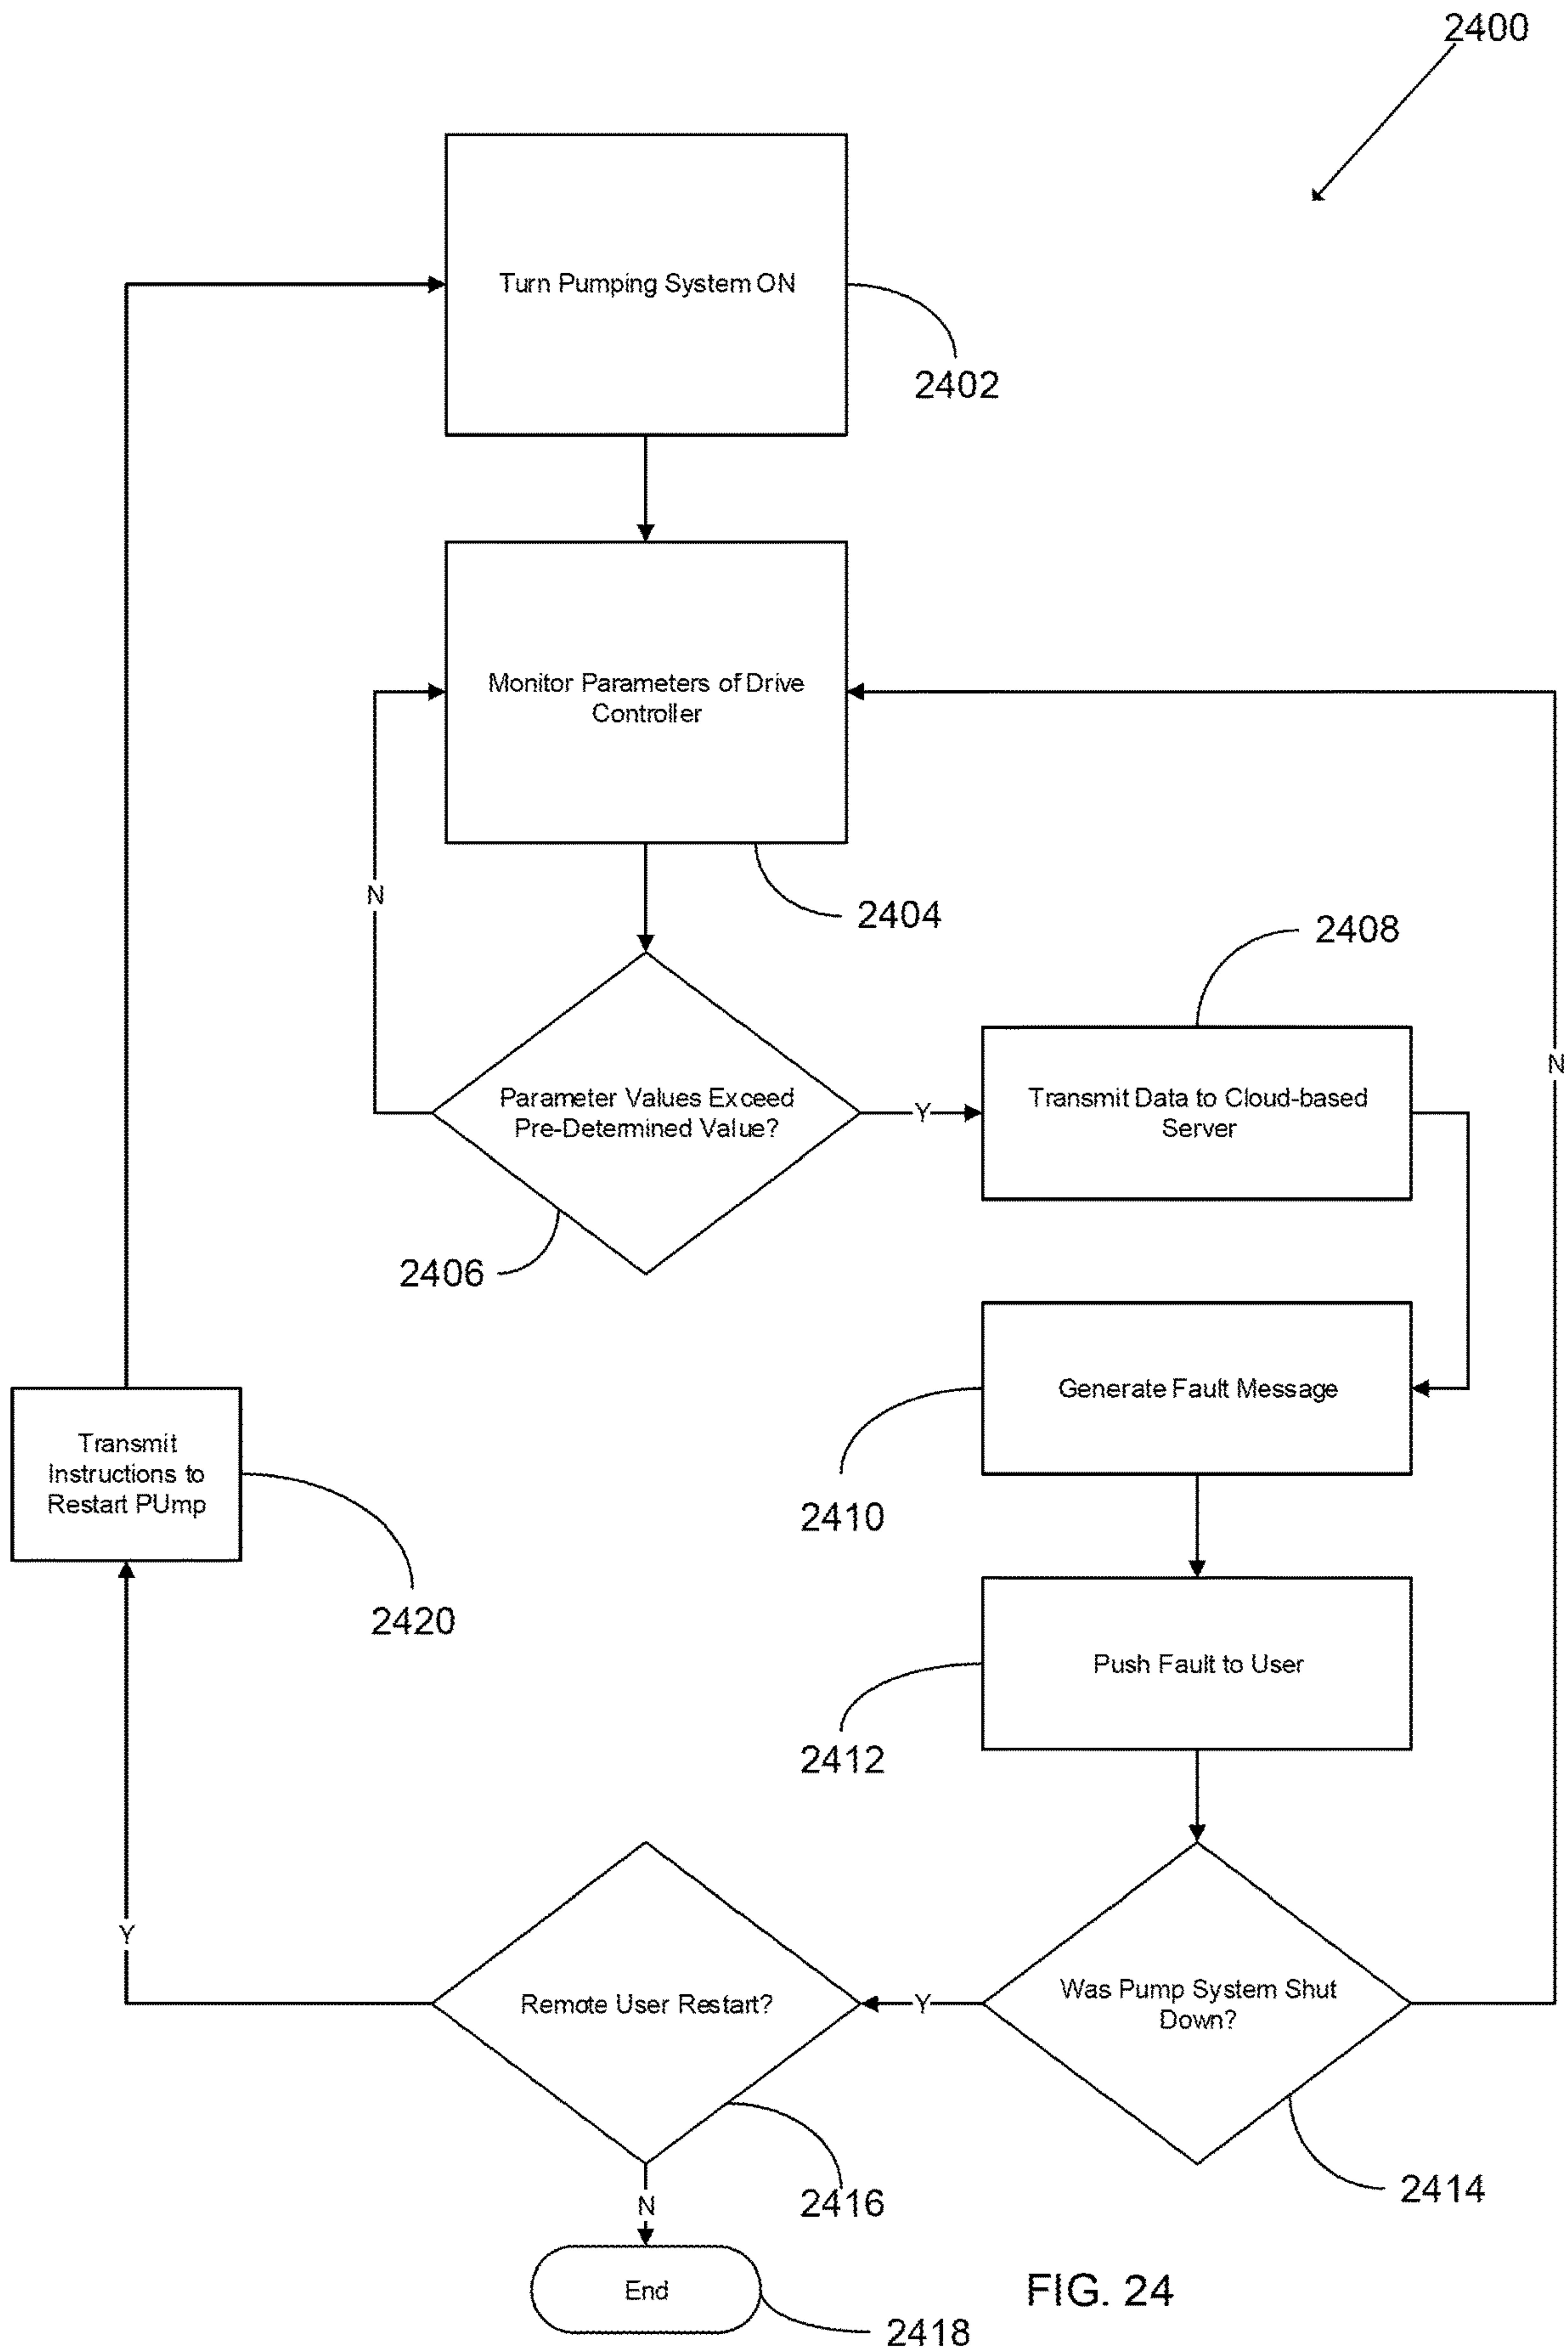 2400
Turn Pumping System ON
2402
Monitor Parameters of Drive
Controller
2404
N
2408
Parameter Values Exceed
Pre-Determined Value?
Y
Transmit Data to Cloud-based
Server
N
2406
Generate Fault Message
2410
Transmit
Instructions to
Restart PUmp
2420
Push Fault to User
2412
Y
Remote User Restart?
Y
Was Pump System Shut
Down?
2416
2414
N
End
2418
FIG. 24